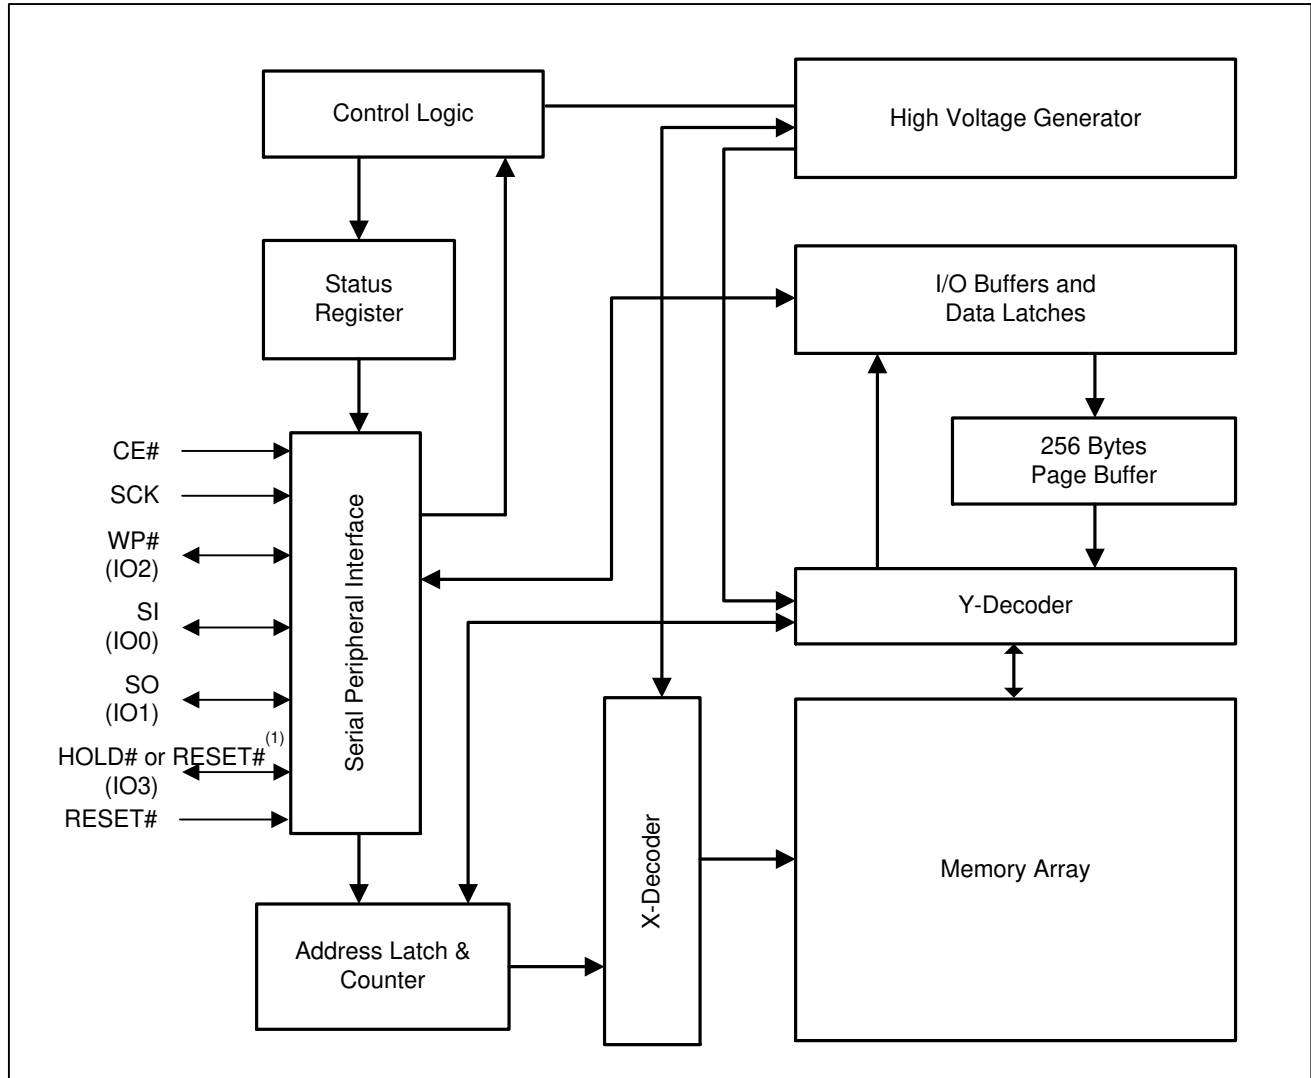 Control Logic
High Voltage Generator
Status
Register
I/O Buffers and
Data Latches
256 Bytes
Page Buffer
CE#
SCK
WP#
(IO2)
SI
(IO0)
SO
(IO1)
HOLD# or RESET#(1)
(IO3)
RESET#
Serial Peripheral Interface
Y-Decoder
X-Decoder
Memory Array
Address Latch &
Counter